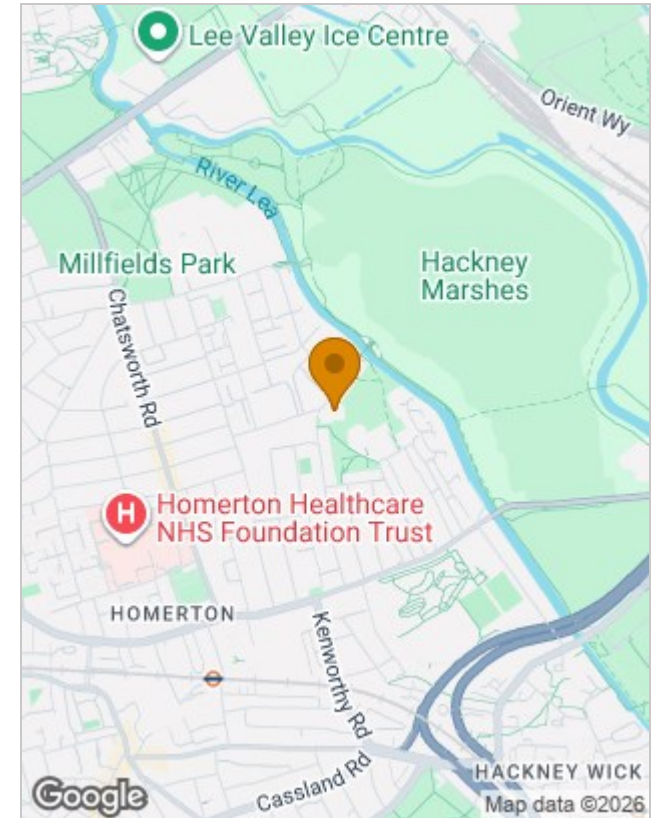 Lee Valley Ice Centre
Orient Wy
River Lea
Millfields Park
Hackney
Marshes
Chatsworth Rd
H
Homerton Healthcare
NHS Foundation Trust
HOMERTON
Kenworthy Rd
Cassland Rd
HACKNEY WICK
Google
Map data ©2026